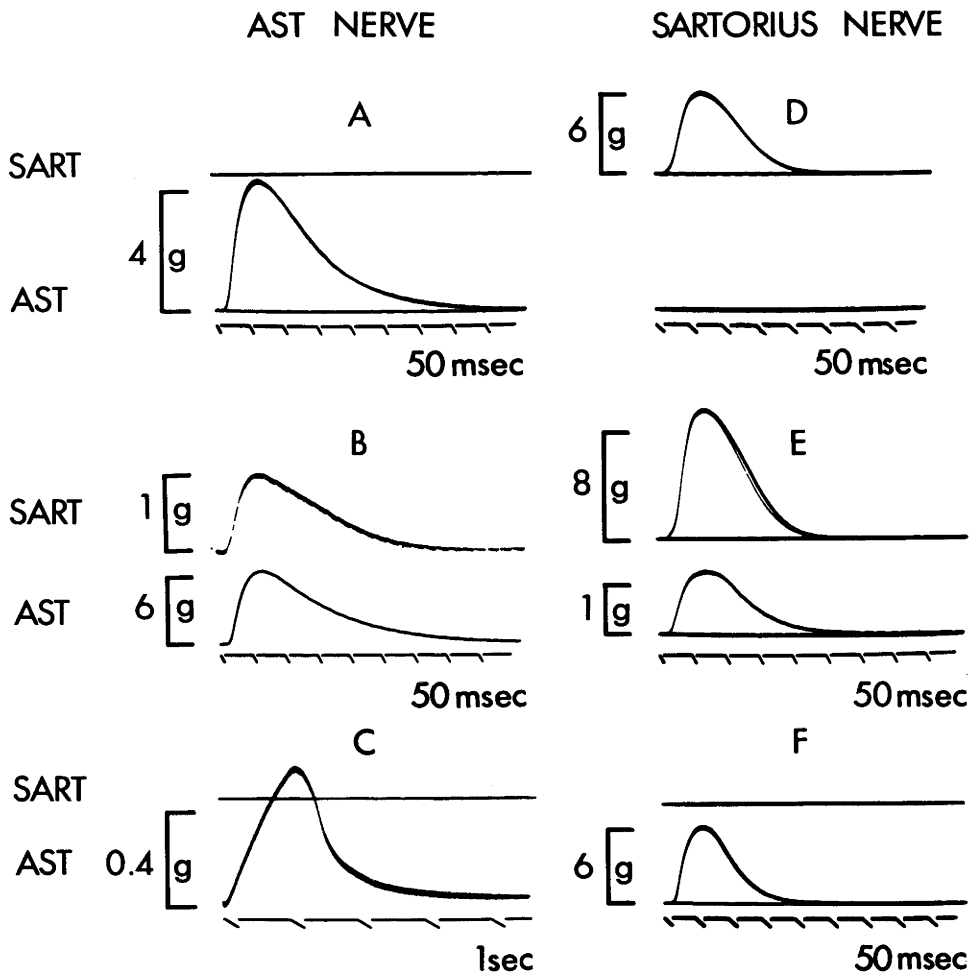 AST NERVE
SARTORIUS NERVE
A
SART
4 g
AST
50 msec
D
6 g
50 msec
B
SART
1 g
AST
6 g
50 msec
E
8 g
1 g
50 msec
C
SART
AST 0.4 g
1sec
F
6 g
50 msec